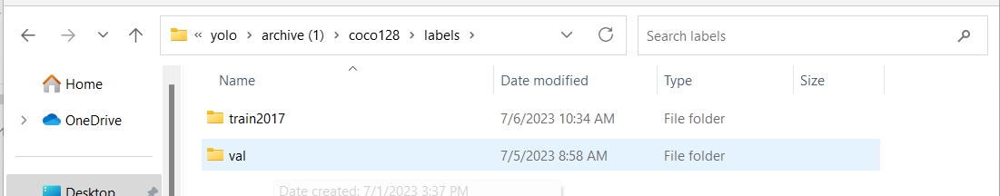 « yolo › archive (1) › coco128 › labels ›
Search labels
Home
OneDrive
Desktop
Name Date modified Type Size
train2017 7/6/2023 10:34 AM File folder
val 7/5/2023 8:58 AM File folder
Date created: 7/1/2023 3:37 PM